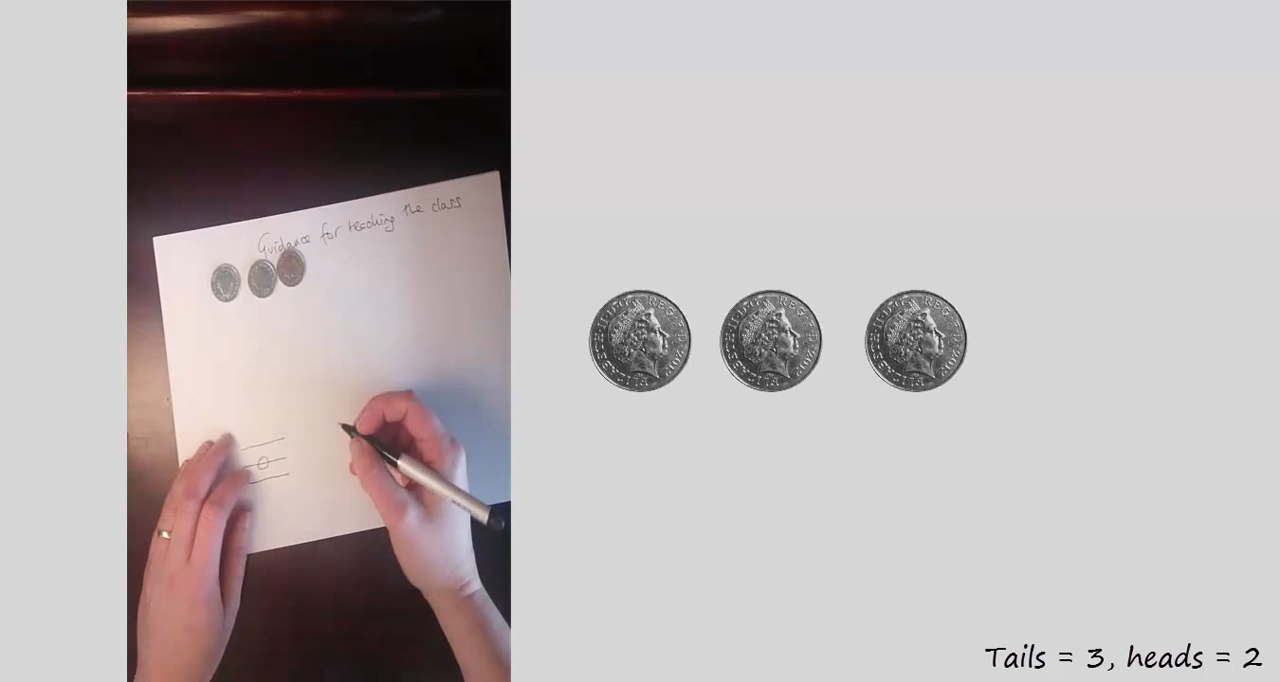 Guidance for teaching the class
Tails = 3, heads = 2